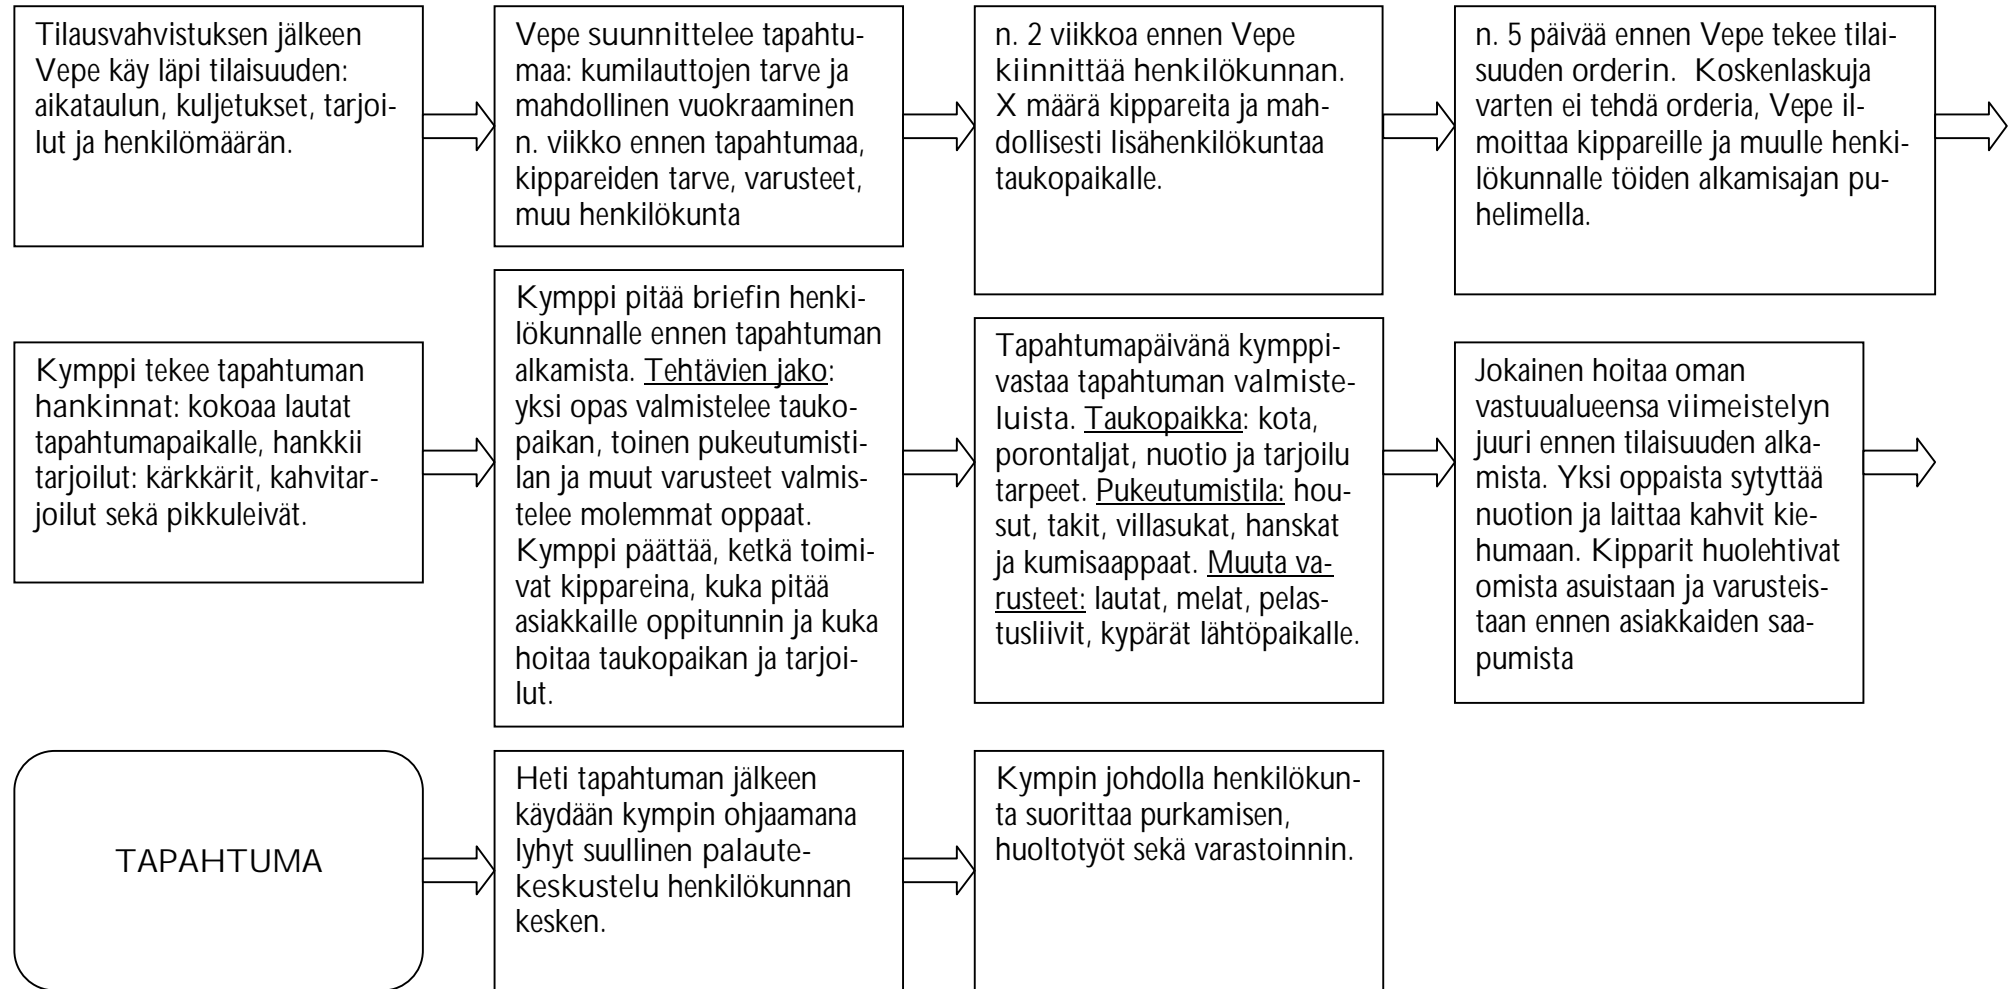 Tilausvahvistuksen jälkeen
Vepe käy läpi tilaisuuden:
aikataulun, kuljetukset, tarjoi-
lut ja henkilömäärän.
Vepe suunnittelee tapahtu-
maa: kumilauttojen tarve ja
mahdollinen vuokraaminen
n. viikko ennen tapahtumaa,
kippareiden tarve, varusteet,
muu henkilökunta
n. 2 viikkoa ennen Vepe
kiinnittää henkilökunnan.
X määrä kippareita ja mah-
dollisesti lisähenkilökuntaa
taukopaikalle.
n. 5 päivää ennen Vepe tekee tilai-
suuden orderin. Koskenlaskuja
varten ei tehdä orderia, Vepe il-
moittaa kippareille ja muulle henki-
lökunnalle töiden alkamisajan pu-
helimella.
Kymppi tekee tapahtuman
hankinnat: kokoaa lautat
tapahtumapaikalle, hankkii
tarjoilut: kärkkärit, kahvitar-
joilut sekä pikkuleivät.
Kymppi pitää briefin henki-
lökunnalle ennen tapahtuman
alkamista. Tehtävien jako:
yksi opas valmistelee tauko-
paikan, toinen pukeutumisti-
lan ja muut varusteet valmis-
telee molemmat oppaat.
Kymppi päättää, ketkä toimi-
vat kippareina, kuka pitää
asiakkaille oppitunnin ja kuka
hoitaa taukopaikan ja tarjoi-
lut.
Tapahtumapäivänä kymppi-
vastaa tapahtuman valmiste-
luista. Taukopaikka: kota,
porontaljat, nuotio ja tarjoilu
tarpeet. Pukeutumistila: hou-
sut, takit, villasukat, hanskat
ja kumisaappaat. Muuta va-
rusteet: lautat, melat, pelas-
tusliivit, kypärät lähtöpaikalle.
Jokainen hoitaa oman
vastuualueensa viimeistelyn
juuri ennen tilaisuuden alka-
mista. Yksi oppaista sytyttää
nuotion ja laittaa kahvit kie-
humaan. Kipparit huolehtivat
omista asuistaan ja varusteis-
taan ennen asiakkaiden saa-
pumista
TAPAHTUMA
Heti tapahtuman jälkeen
käydään kympin ohjaamana
lyhyt suullinen palaute-
keskustelu henkilökunnan
kesken.
Kympin johdolla henkilökun-
ta suorittaa purkamisen,
huoltotyöt sekä varastoinnin.